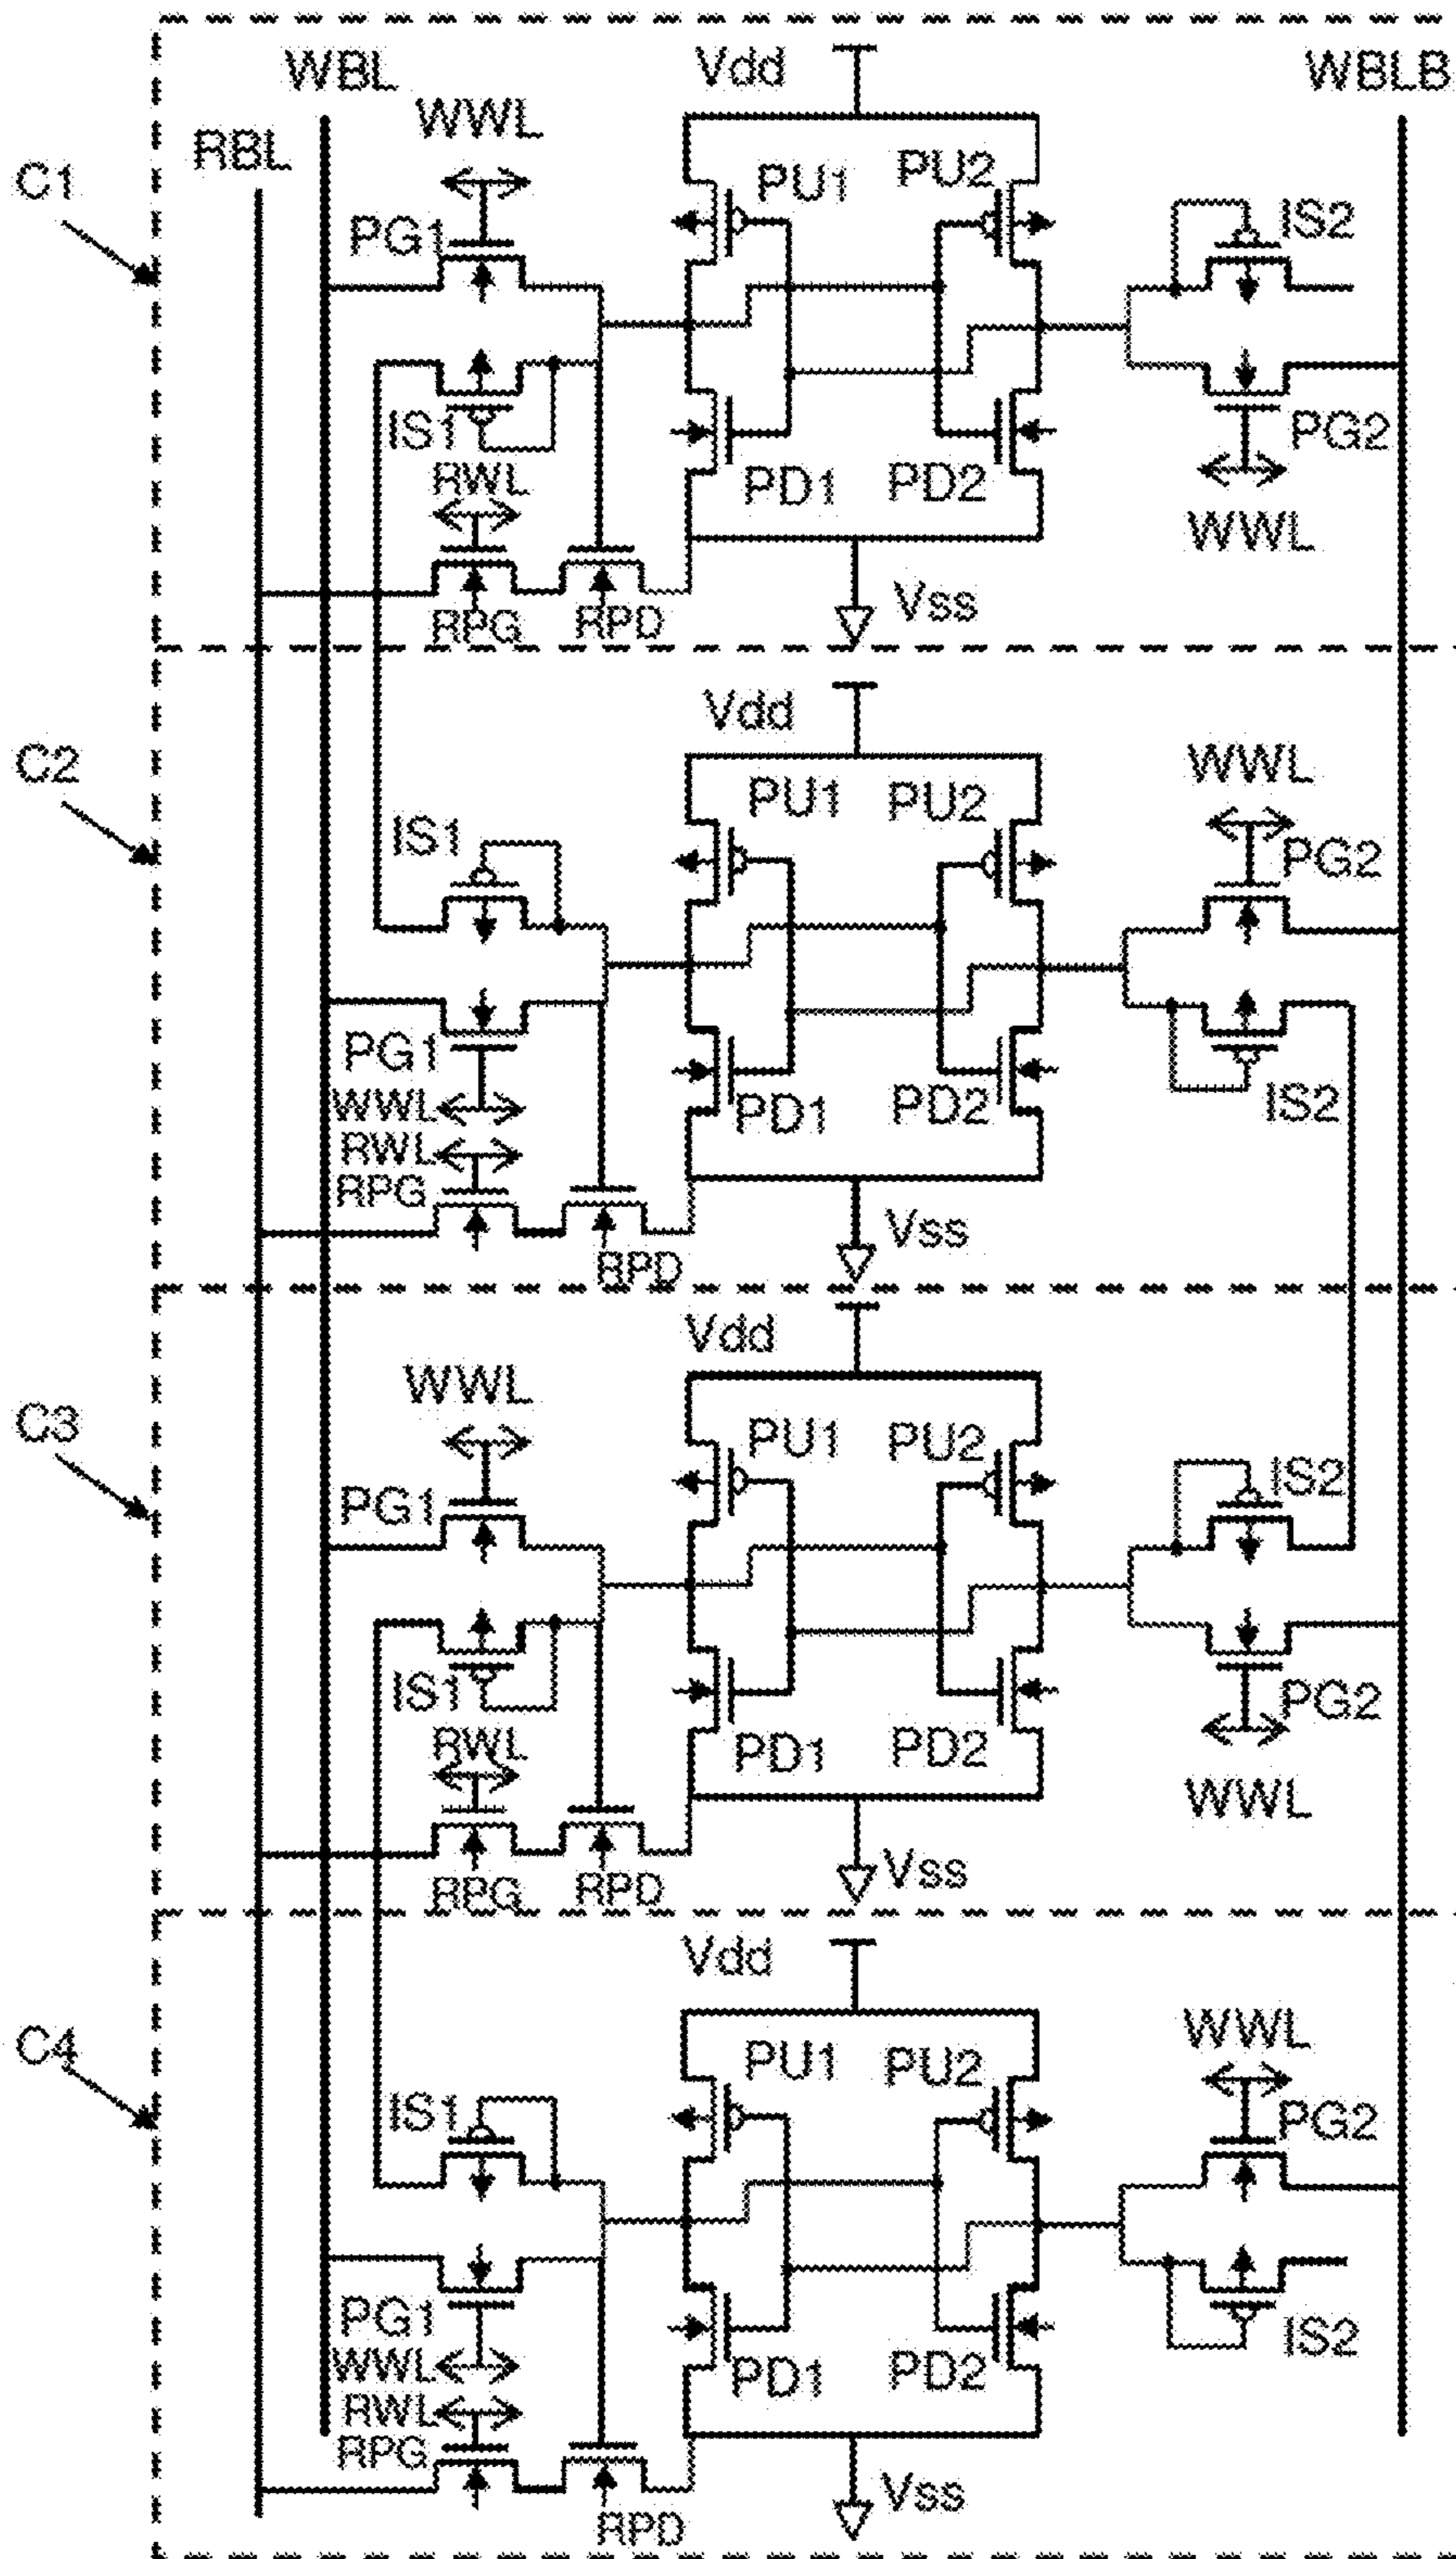 WBL Vdd WBLB
RBL WWL
C1 PG1 PU1 PU2 IS2
IS1 PD1 PD2 PG2
RWL WWL
RPG RPD Vss
Vdd
C2 WWL
IS1 PU1 PU2 PG2
PG1 PD1 PD2 IS2
WWL
RWL
RPG
RPD Vss
Vdd
C3 WWL
PG1 PU1 PU2 IS2
IS1 PD1 PD2 PG2
RWL WWL
RPG RPD Vss
Vdd
C4 WWL
IS1 PU1 PU2 PG2
PG1 PD1 PD2 IS2
WWL
RWL
RPG
RPD Vss